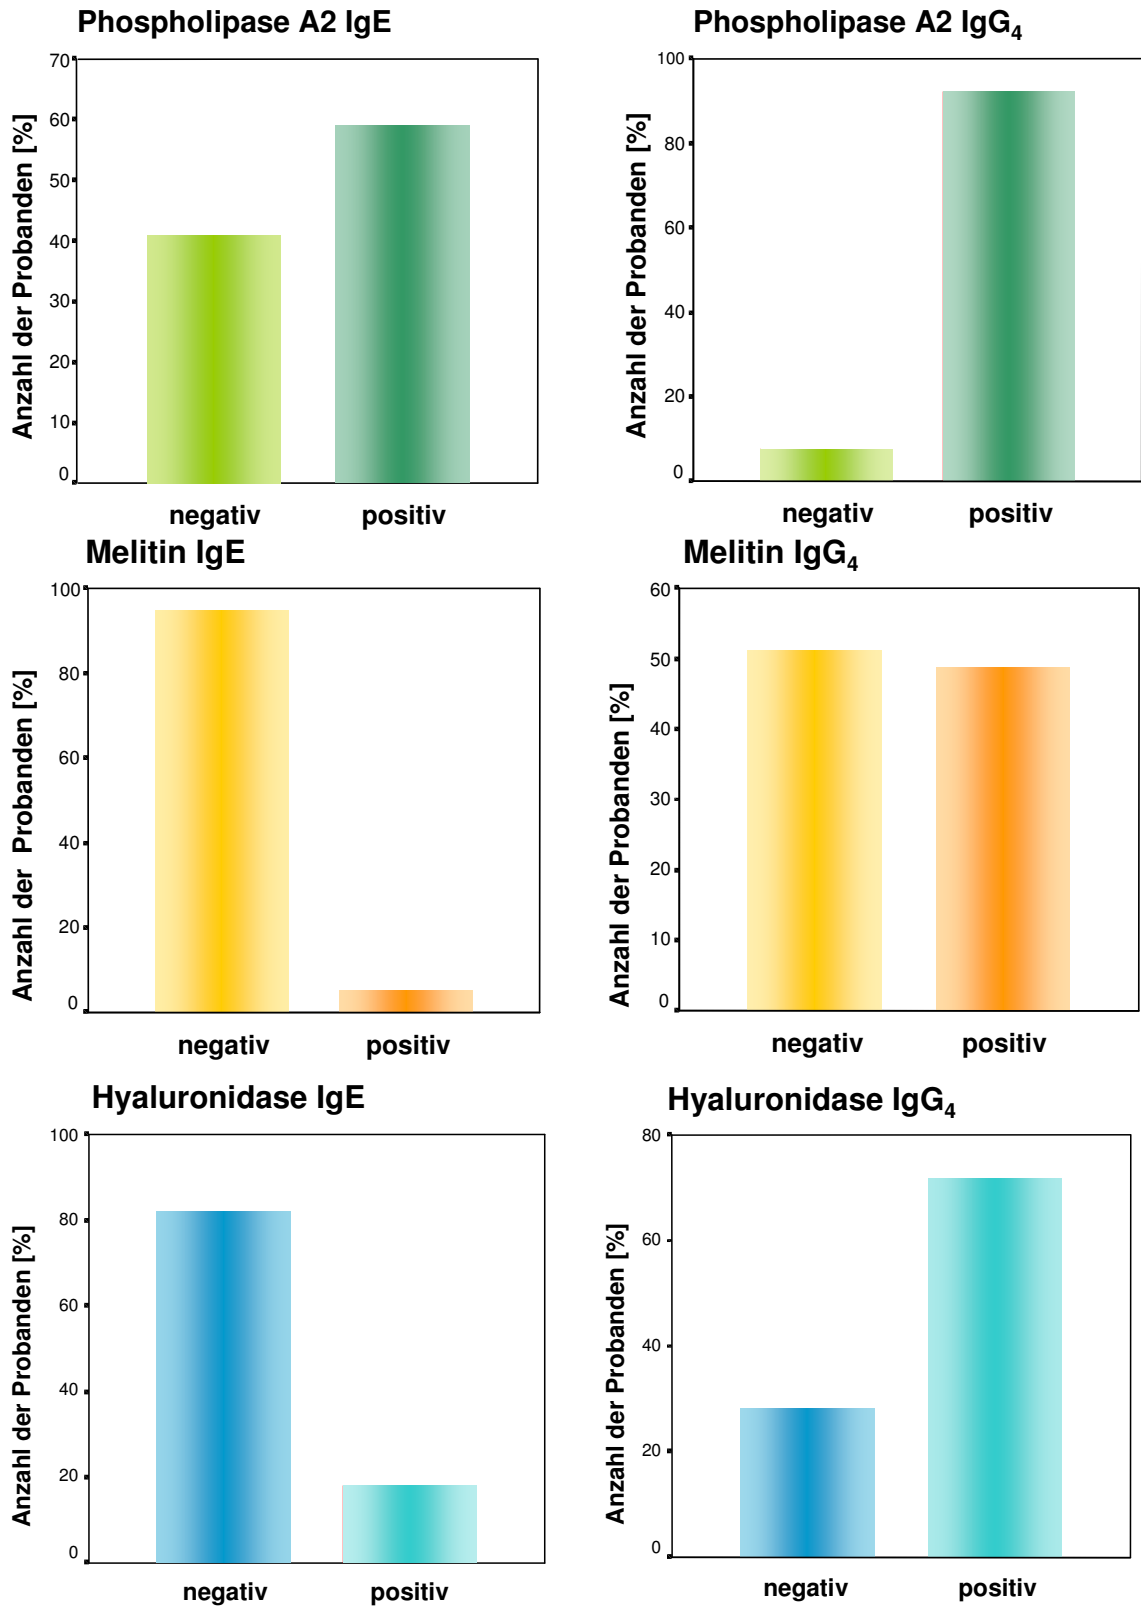 Phospholipase A2 IgE
Anzahl der Probanden [%]
70
60
50
40
30
20
10
0
negativ positiv
Phospholipase A2 IgG4
Anzahl der Probanden [%]
100
80
60
40
20
0
negativ positiv
Melitin IgE
Anzahl der Probanden [%]
100
80
60
40
20
0
negativ positiv
Melitin IgG4
Anzahl der Probanden [%]
60
50
40
30
20
10
0
negativ positiv
Hyaluronidase IgE
Anzahl der Probanden [%]
100
80
60
40
20
0
negativ positiv
Hyaluronidase IgG4
Anzahl der Probanden [%]
80
60
40
20
0
negativ positiv